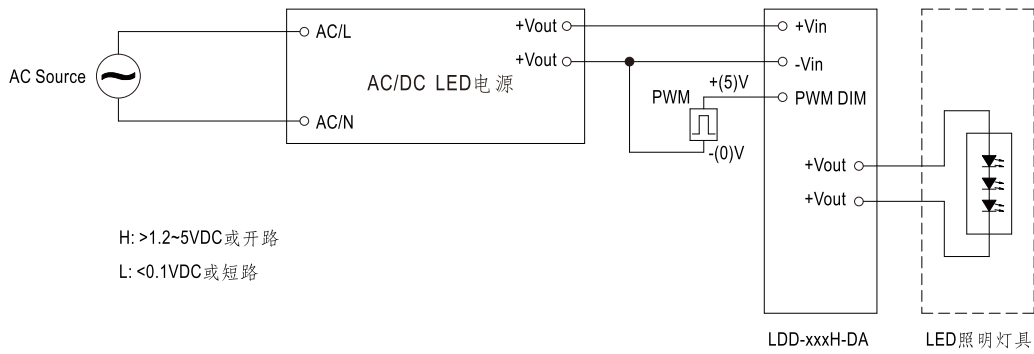 AC Source
AC/L
AC/N
AC/DC LED电源
+Vout
+Vout
PWM
+(5)V
-(0)V
+Vin
-Vin
PWM DIM
+Vout
+Vout
H: >1.2~5VDC或开路
L: <0.1VDC或短路
LDD-xxxH-DA
LED照明灯具